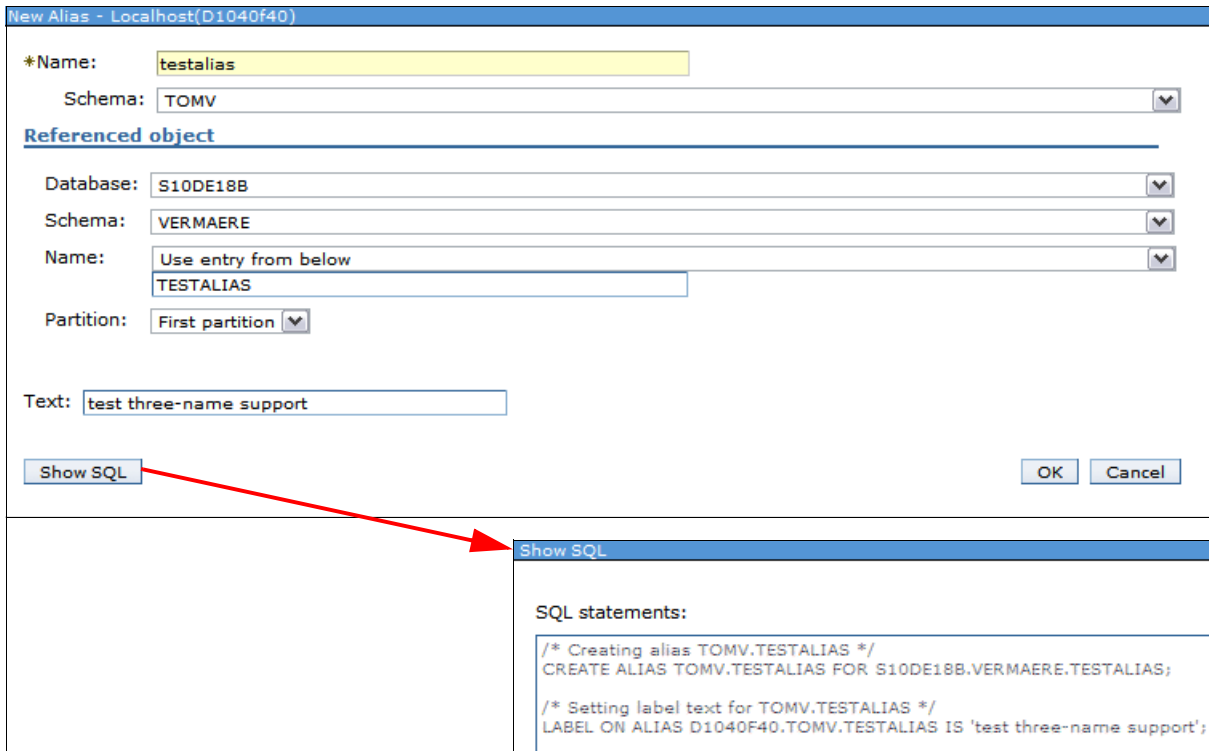 New Alias - Localhost(D1040f40)
*Name: testalias
Schema: TOMV
Referenced object
Database: S10DE18B
Schema: VERMAERE
Name: Use entry from below
TESTALIAS
Partition: First partition
Text: test three-name support
Show SQL OK Cancel
Show SQL
SQL statements:
/* Creating alias TOMV.TESTALIAS */
CREATE ALIAS TOMV.TESTALIAS FOR S10DE18B.VERMAERE.TESTALIAS;
/* Setting label text for TOMV.TESTALIAS */
LABEL ON ALIAS D1040F40.TOMV.TESTALIAS IS 'test three-name support';